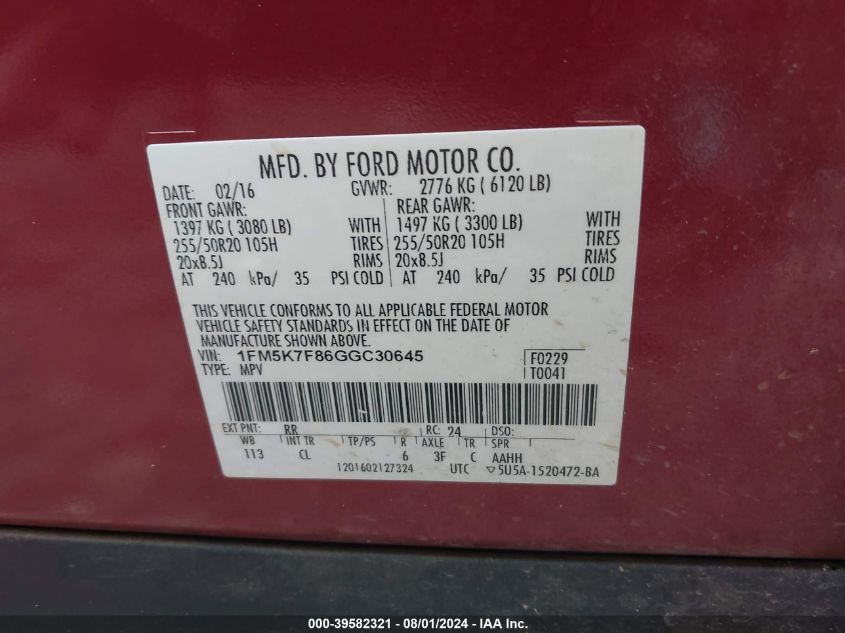 MFD. BY FORD MOTOR CO.
DATE: 02/16 GVWR: 2776 KG ( 6120 LB)
FRONT GAWR: REAR GAWR:
1397 KG ( 3080 LB) WITH 1497 KG ( 3300 LB) WITH
255/50R20 105H TIRES 255/50R20 105H TIRES
20x8.5J RIMS 20x8.5J RIMS
AT 240 kPa/ 35 PSI COLD AT 240 kPa/ 35 PSI COLD
THIS VEHICLE CONFORMS TO ALL APPLICABLE FEDERAL MOTOR
VEHICLE SAFETY STANDARDS IN EFFECT ON THE DATE OF
MANUFACTURE SHOWN ABOVE.
VIN: 1FM5K7F86GGC30645 F0229
TYPE: MPV T0041
EXT PNT: RR RC: 24 DSO:
WB INT TR TP/PS R AXLE TR SPR
113 CL 6 3F C AAHH
1201602127324 UTC ▽5U5A-1520472-BA
000-39582321 - 08/01/2024 - IAA Inc.